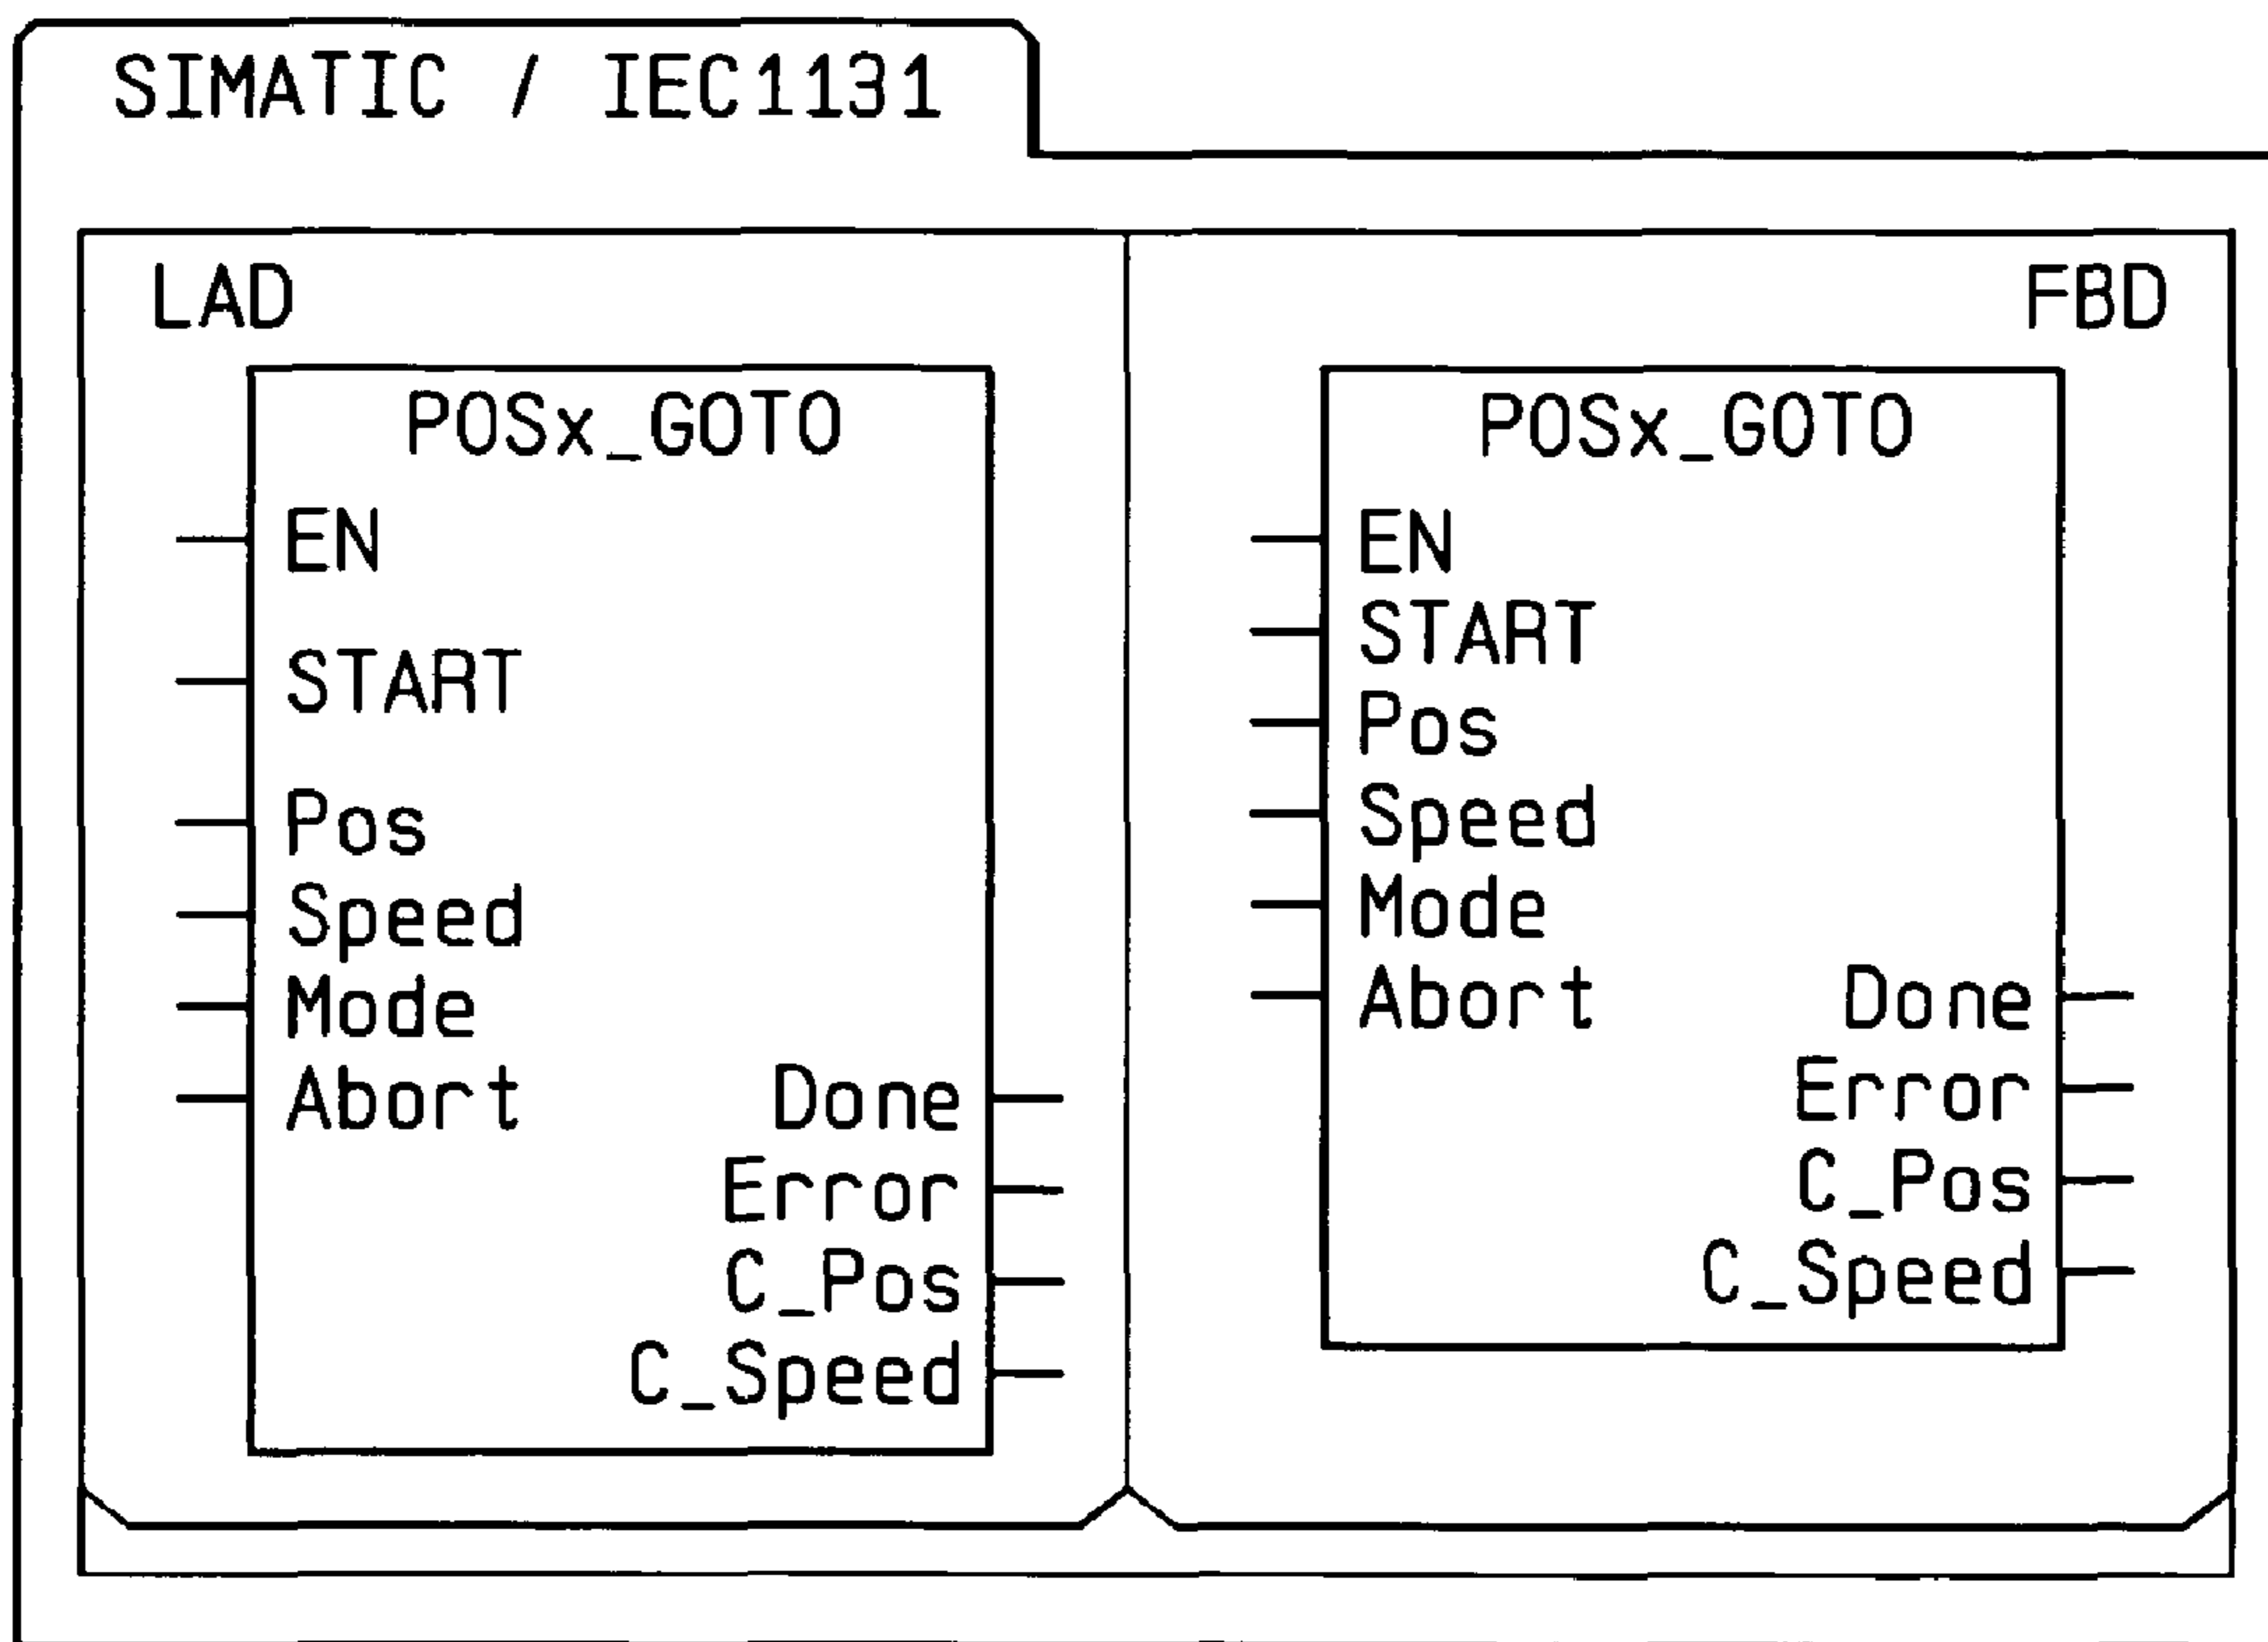 SIMATIC / IEC1131
LAD
POSx_GOTO
EN
START
Pos
Speed
Mode
Abort
Done
Error
C_Pos
C_Speed
FBD
POSx_GOTO
EN
START
Pos
Speed
Mode
Abort
Done
Error
C_Pos
C_Speed